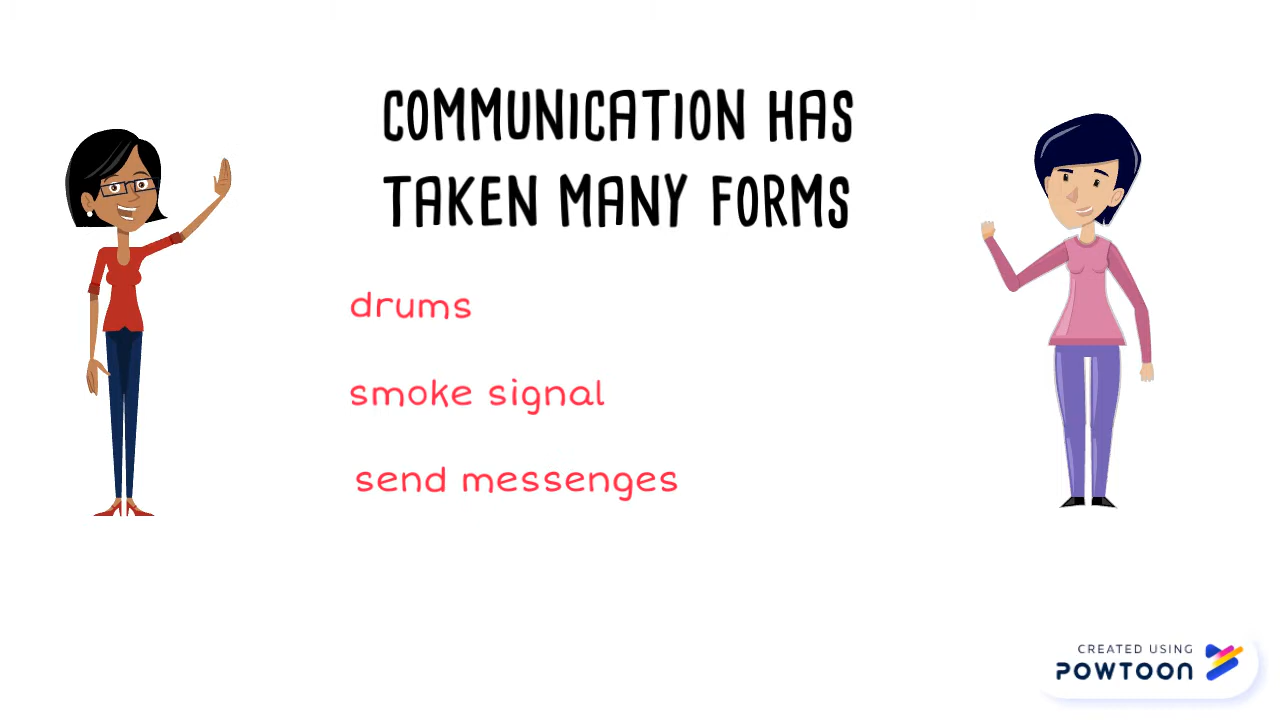 COMMUNICATION HAS
TAKEN MANY FORMS
drums
smoke signal
send messenges
CREATED USING
POWTOON